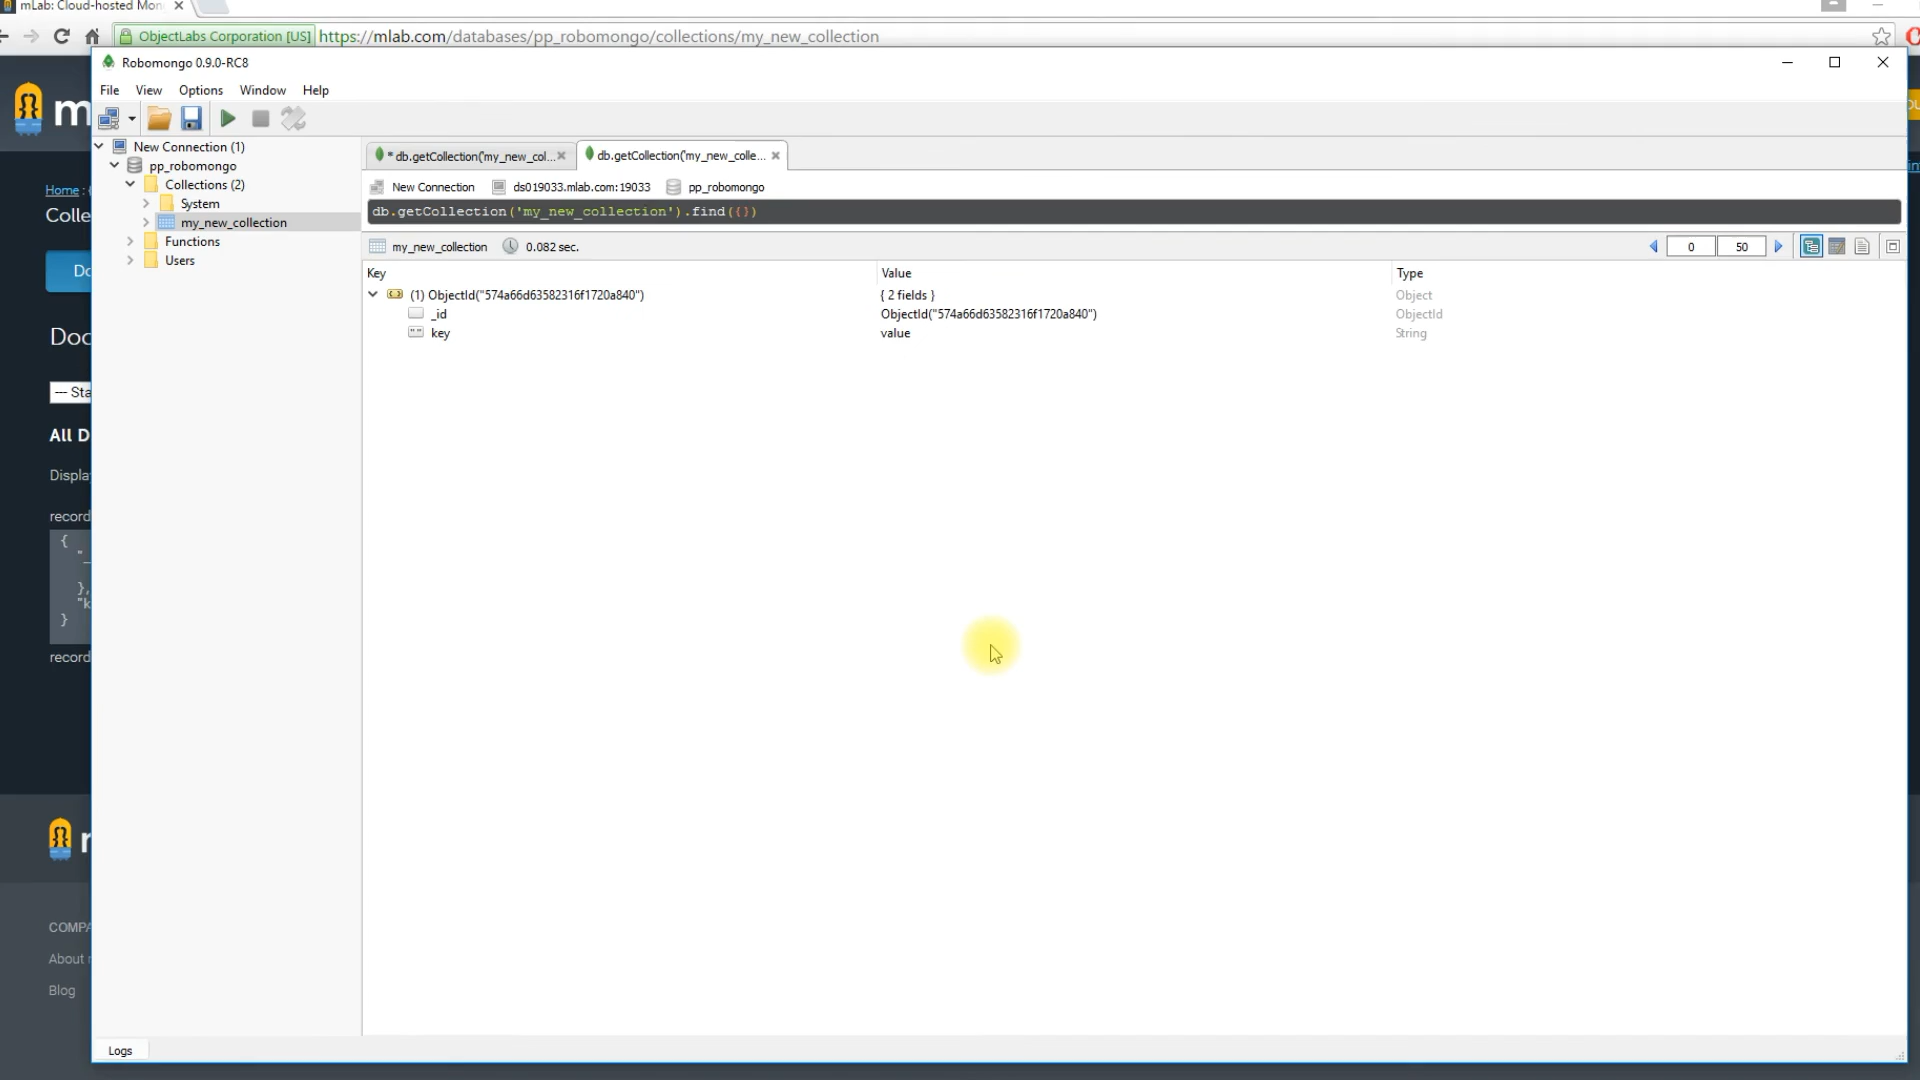 mLab: Cloud-hosted Mon
ObjectLabs Corporation [US] https://mlab.com/databases/pp_robomongo/collections/my_new_collection
Robomongo 0.9.0-RC8
File View Options Window Help
m
New Connection (1)
pp_robomongo
Collections (2)
System
my_new_collection
Functions
Users
* db.getCollection('my_new_col...
db.getCollection('my_new_colle...
New Connection ds019033.mlab.com:19033 pp_robomongo
db.getCollection('my_new_collection').find({})
my_new_collection 0.082 sec.
0 50
Key Value Type
(1) ObjectId("574a66d63582316f1720a840") { 2 fields } Object
_id ObjectId("574a66d63582316f1720a840") ObjectId
key value String
Home :
Colle
Do
Doc
--- Sta
All D
Displa
record
{
"_
},
"k
}
record
COMPA
About
Blog
Logs